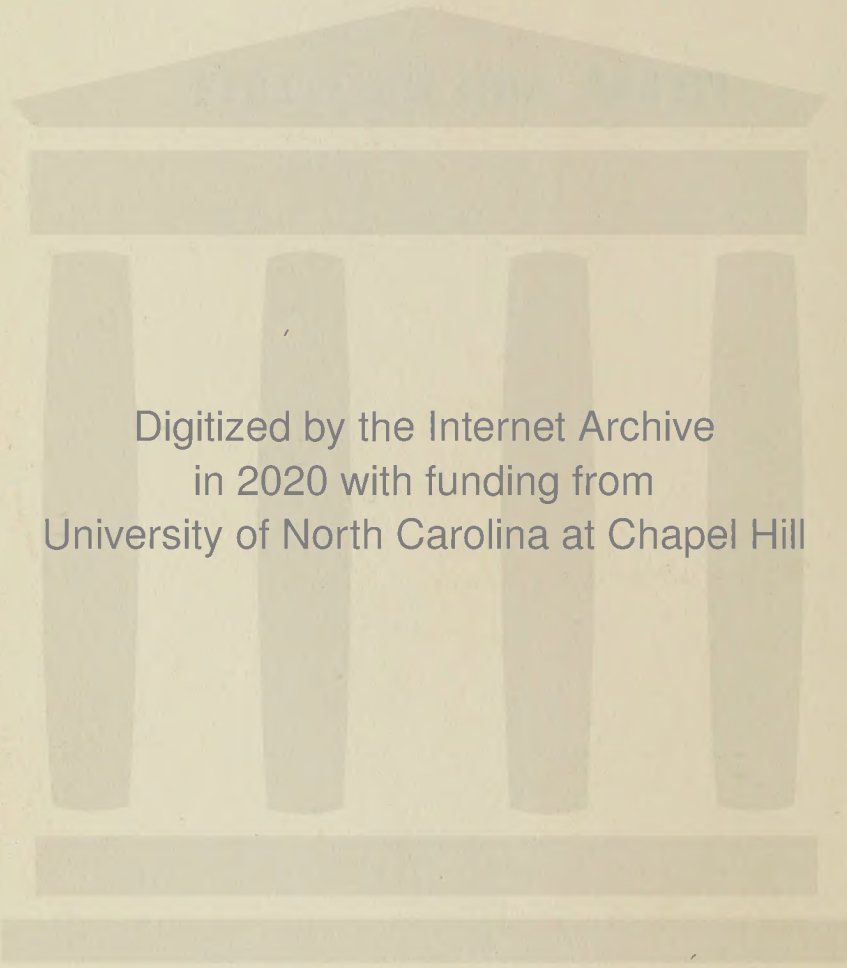 Digitized by the Internet Archive
in 2020 with funding from
University of North Carolina at Chapel Hill